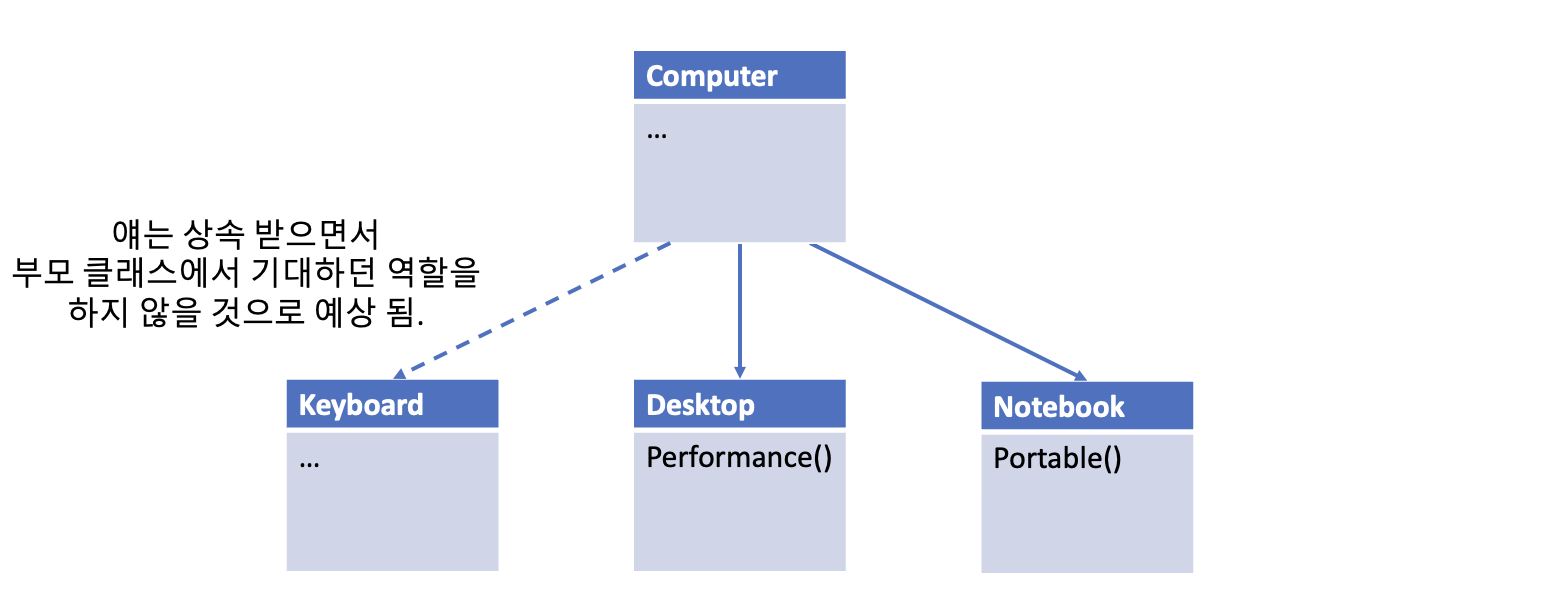 Computer
...
얘는 상속 받으면서
부모 클래스에서 기대하던 역할을
하지 않을 것으로 예상 됨.
Keyboard
...
Desktop
Performance()
Notebook
Portable()